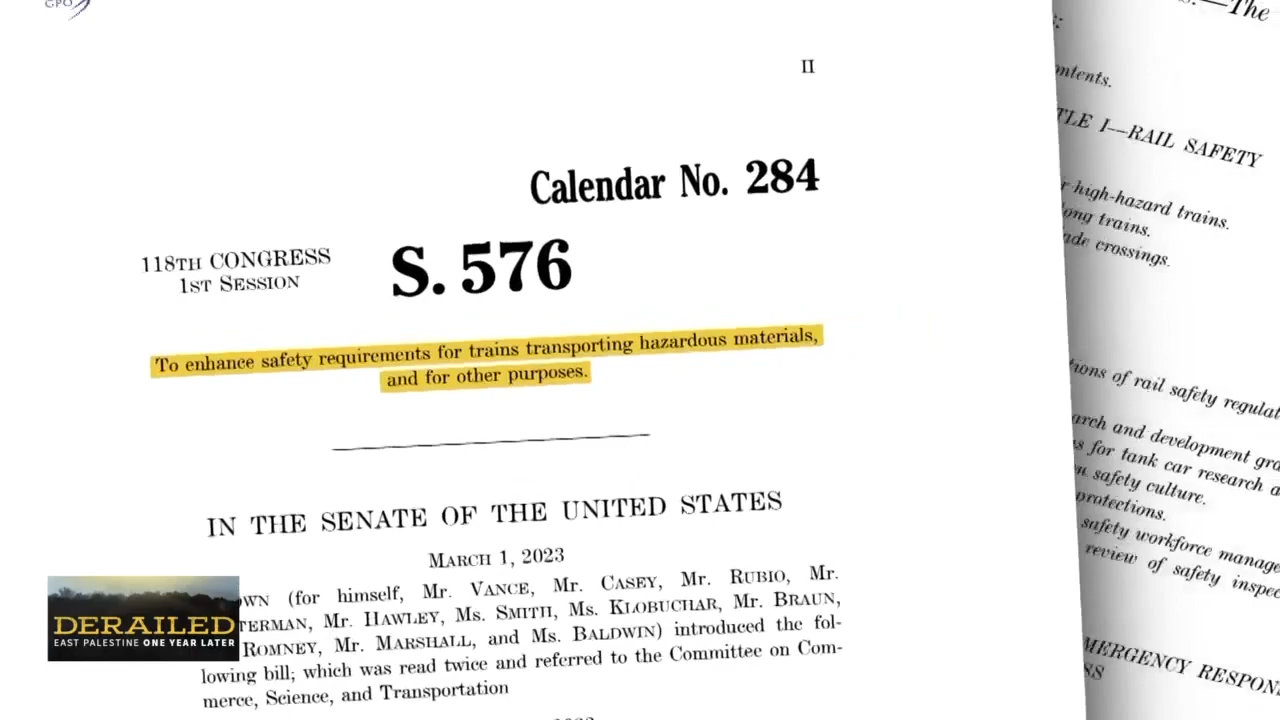 GPO
II
Calendar No. 284
118TH CONGRESS
1ST SESSION
S. 576
To enhance safety requirements for trains transporting hazardous materials,
and for other purposes.
IN THE SENATE OF THE UNITED STATES
MARCH 1, 2023
(for himself, Mr. VANCE, Mr. CASEY, Mr. RUBIO, Mr.
Mr. HAWLEY, Ms. SMITH, Ms. KLOBUCHAR, Mr. BRAUN,
ROMNEY, Mr. MARSHALL, and Ms. BALDWIN) introduced the fol-
lowing bill; which was read twice and referred to the Committee on Com-
merce, Science, and Transportation
DERAILED
EAST PALESTINE ONE YEAR LATER
—The
I—RAIL SAFETY
high-hazard trains.
long trains.
crossings.
of rail safety
and development
for tank car research
safety culture.
protections.
safety workforce
review of safety